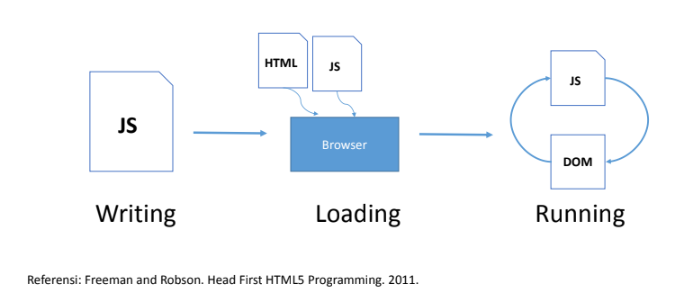 HTML
JS
JS
JS
Browser
DOM
Writing
Loading
Running
Referensi: Freeman and Robson. Head First HTML5 Programming. 2011.